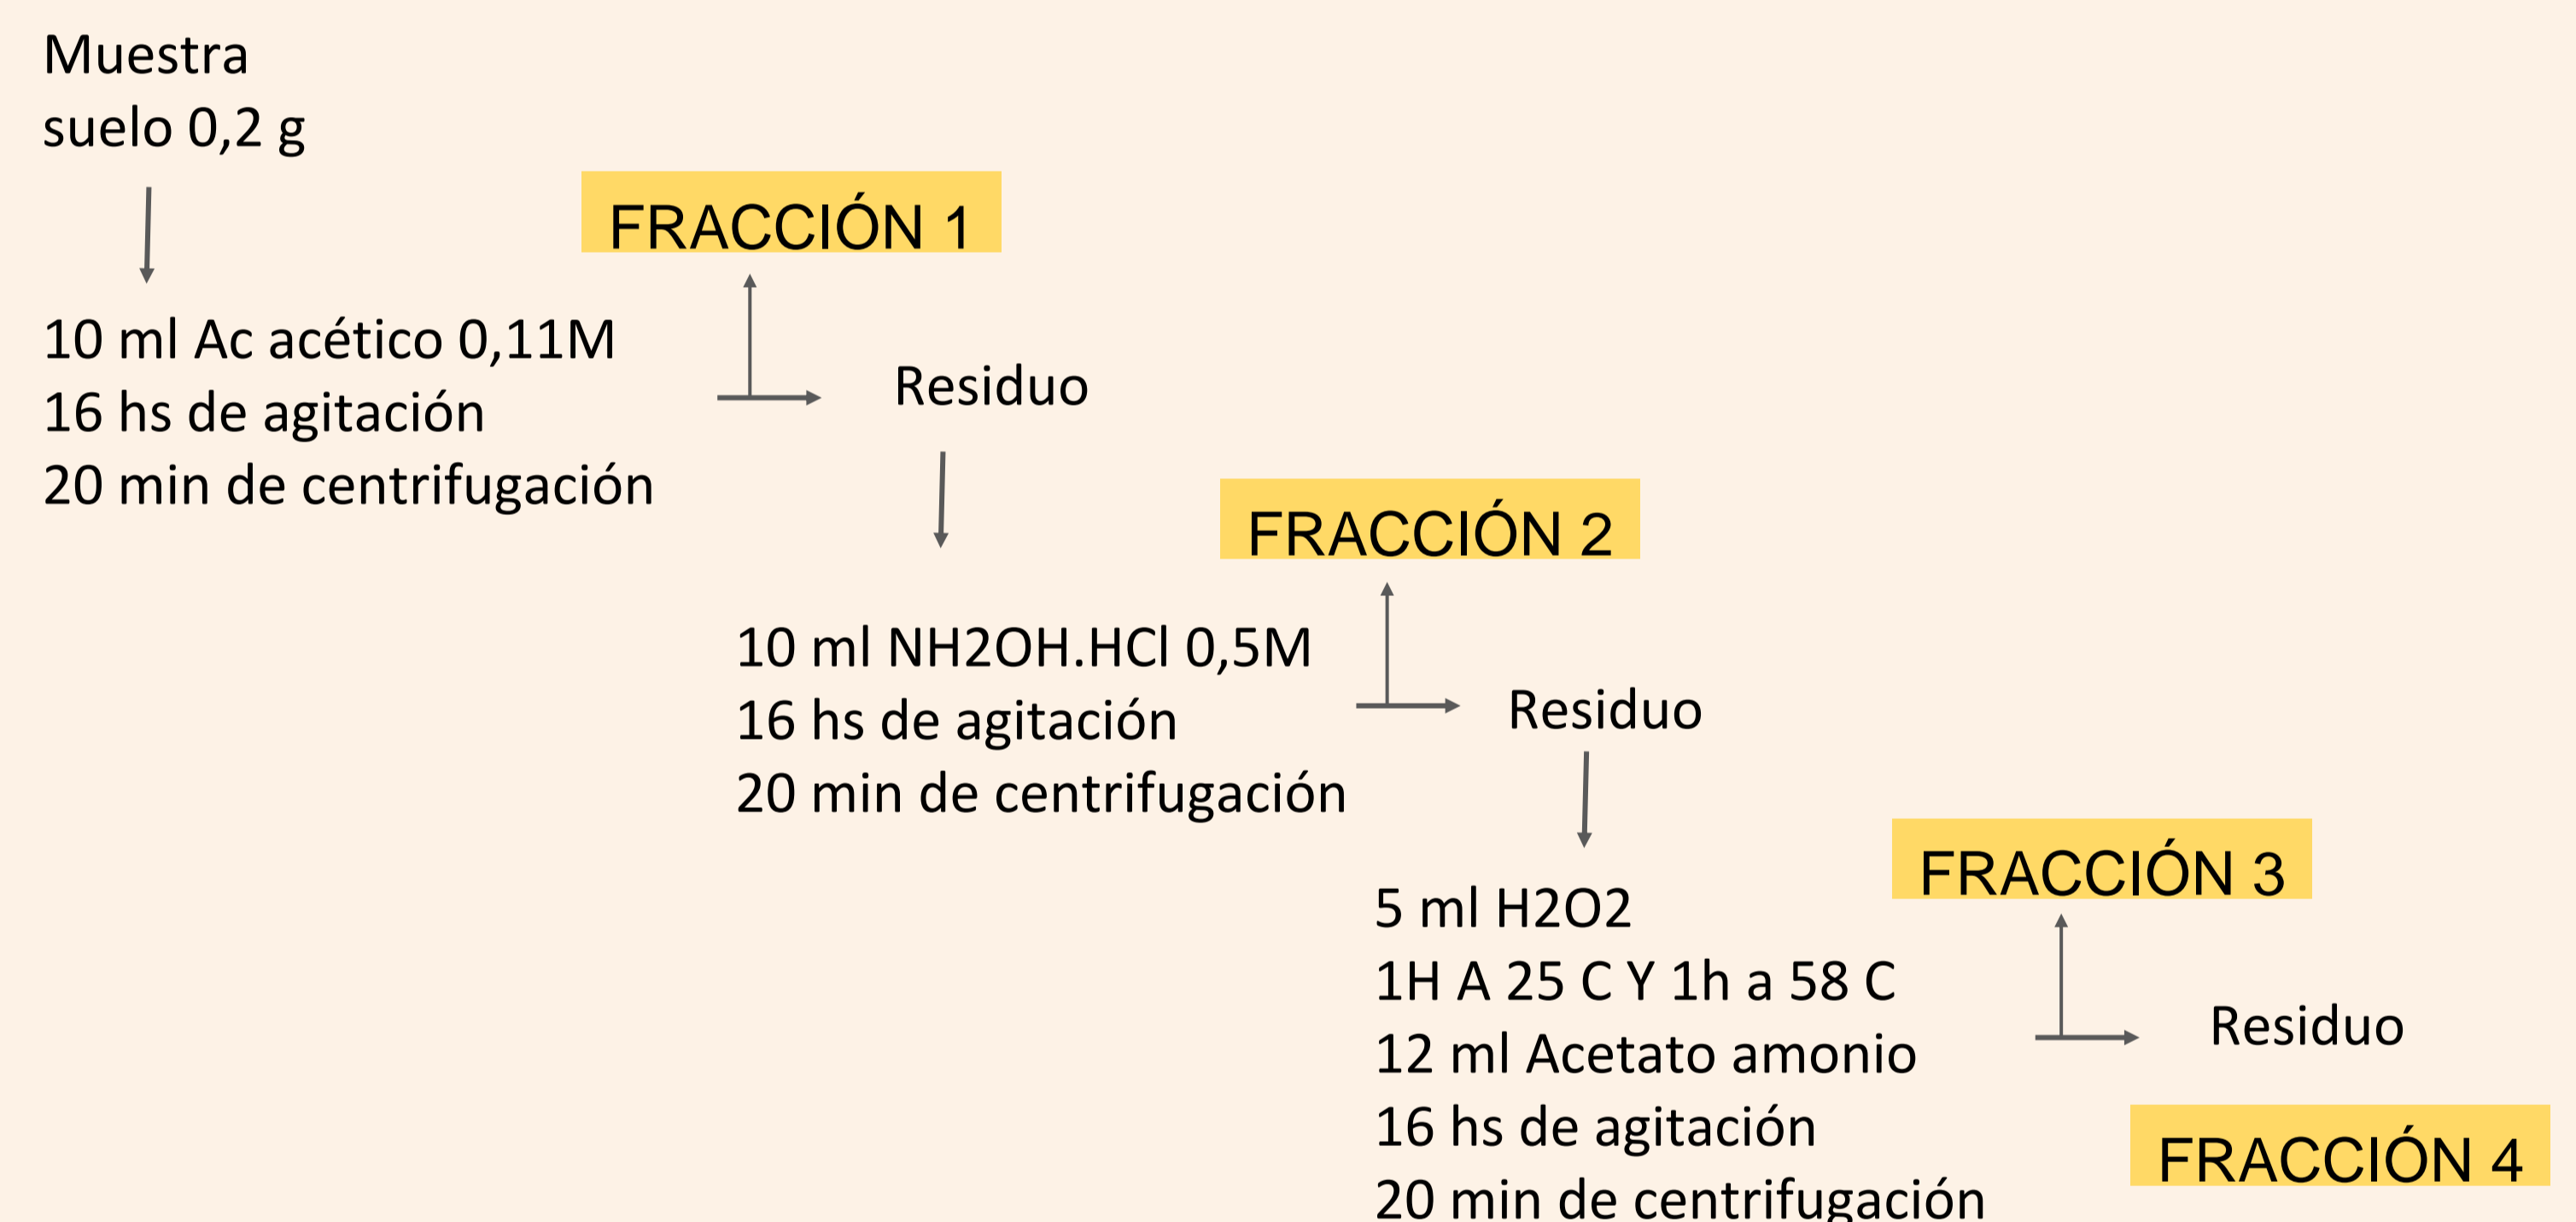 Muestra
suelo 0,2 g
FRACCIÓN 1
10 ml Ac acético 0,11M
16 hs de agitación
20 min de centrifugación
Residuo
FRACCIÓN 2
10 ml NH2OH.HCl 0,5M
16 hs de agitación
20 min de centrifugación
Residuo
FRACCIÓN 3
5 ml H2O2
1H A 25 C Y 1h a 58 C
12 ml Acetato amonio
16 hs de agitación
20 min de centrifugación
Residuo
FRACCIÓN 4